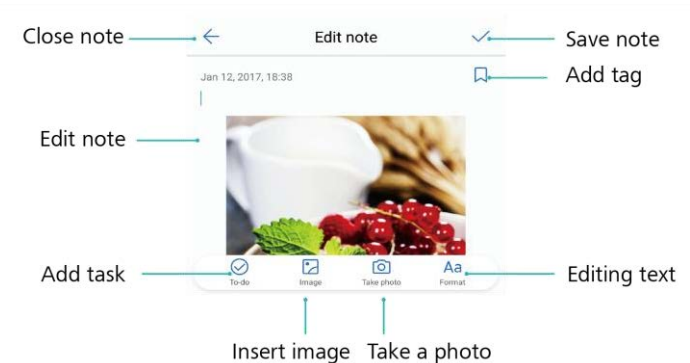 Close note
Edit note
Save note
Add tag
Jan 12, 2017, 18:38
Edit note
Add task
To-do
Image
Take photo
Aa
Format
Editing text
Insert image
Take a photo